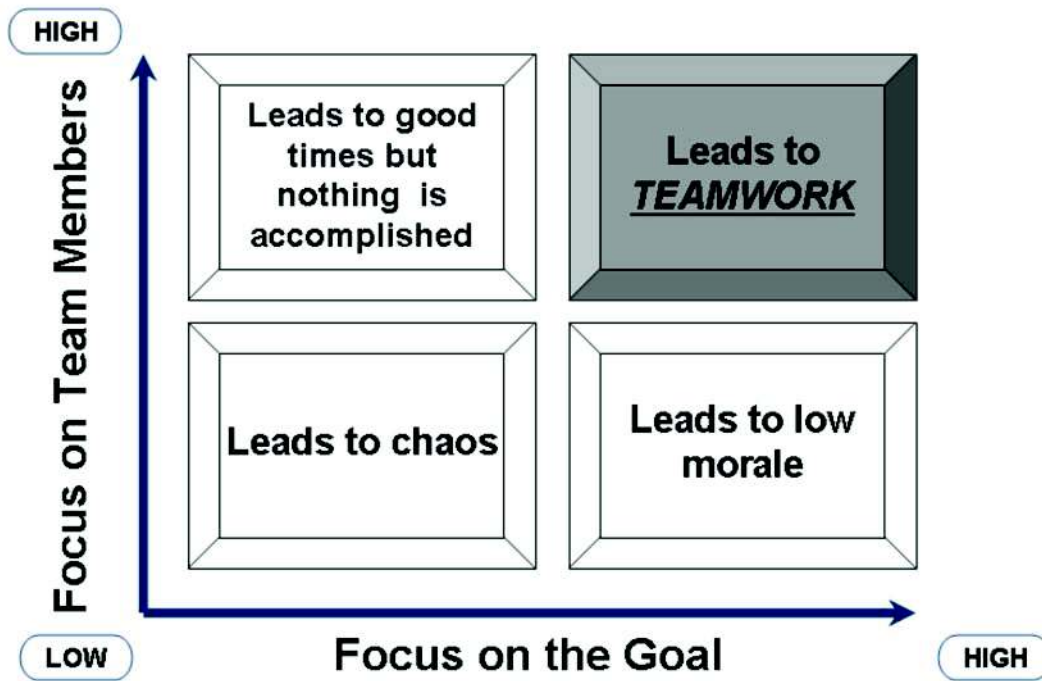 HIGH
Focus on Team Members
Leads to good
times but
nothing is
accomplished
Leads to
TEAMWORK
Leads to chaos
Leads to low
morale
LOW
Focus on the Goal
HIGH